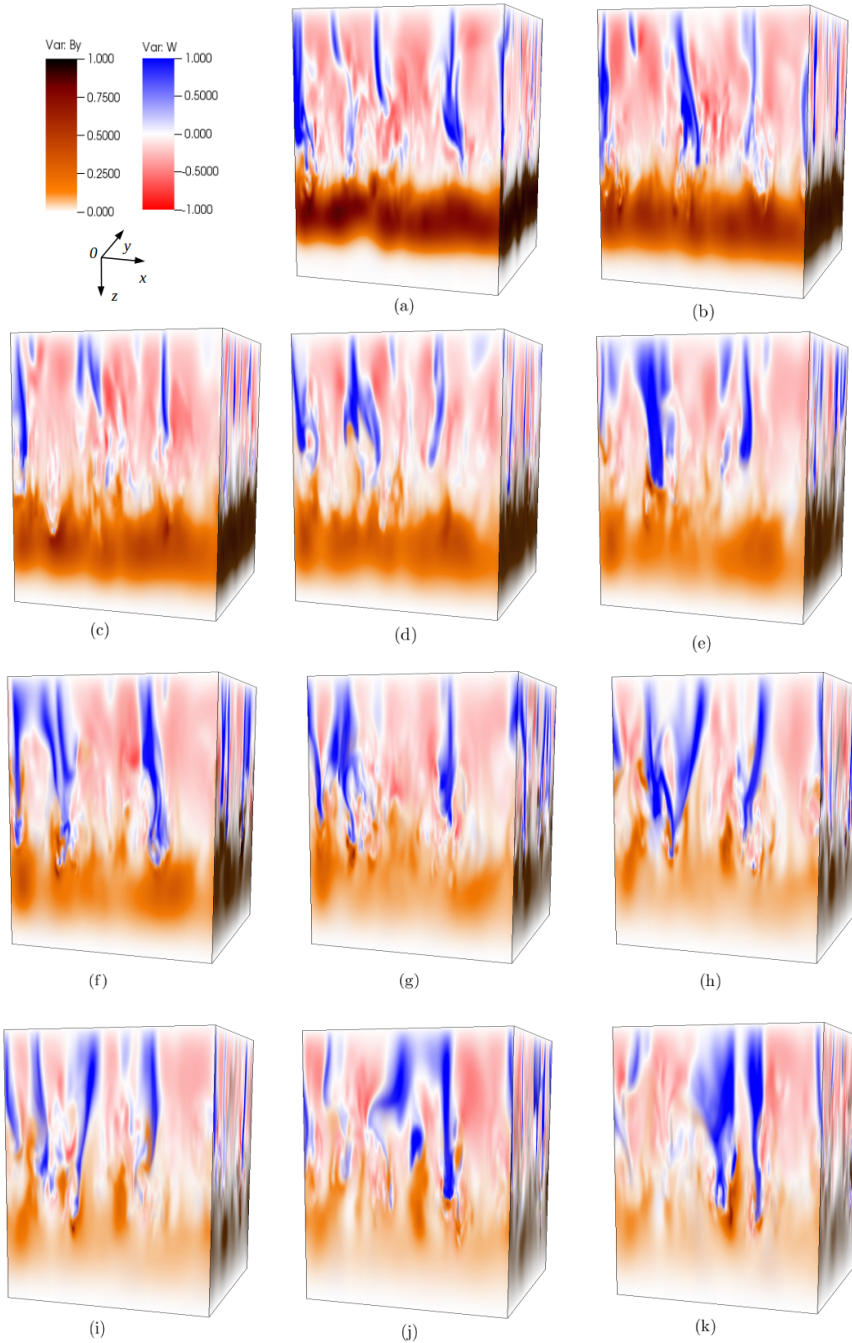 Var: By
1.000
0.7500
0.5000
0.2500
0.000
Var: W
1.000
0.5000
0.000
-0.5000
-1.000
0
y
x
z
(a)
(b)
(c)
(d)
(e)
(f)
(g)
(h)
(i)
(j)
(k)